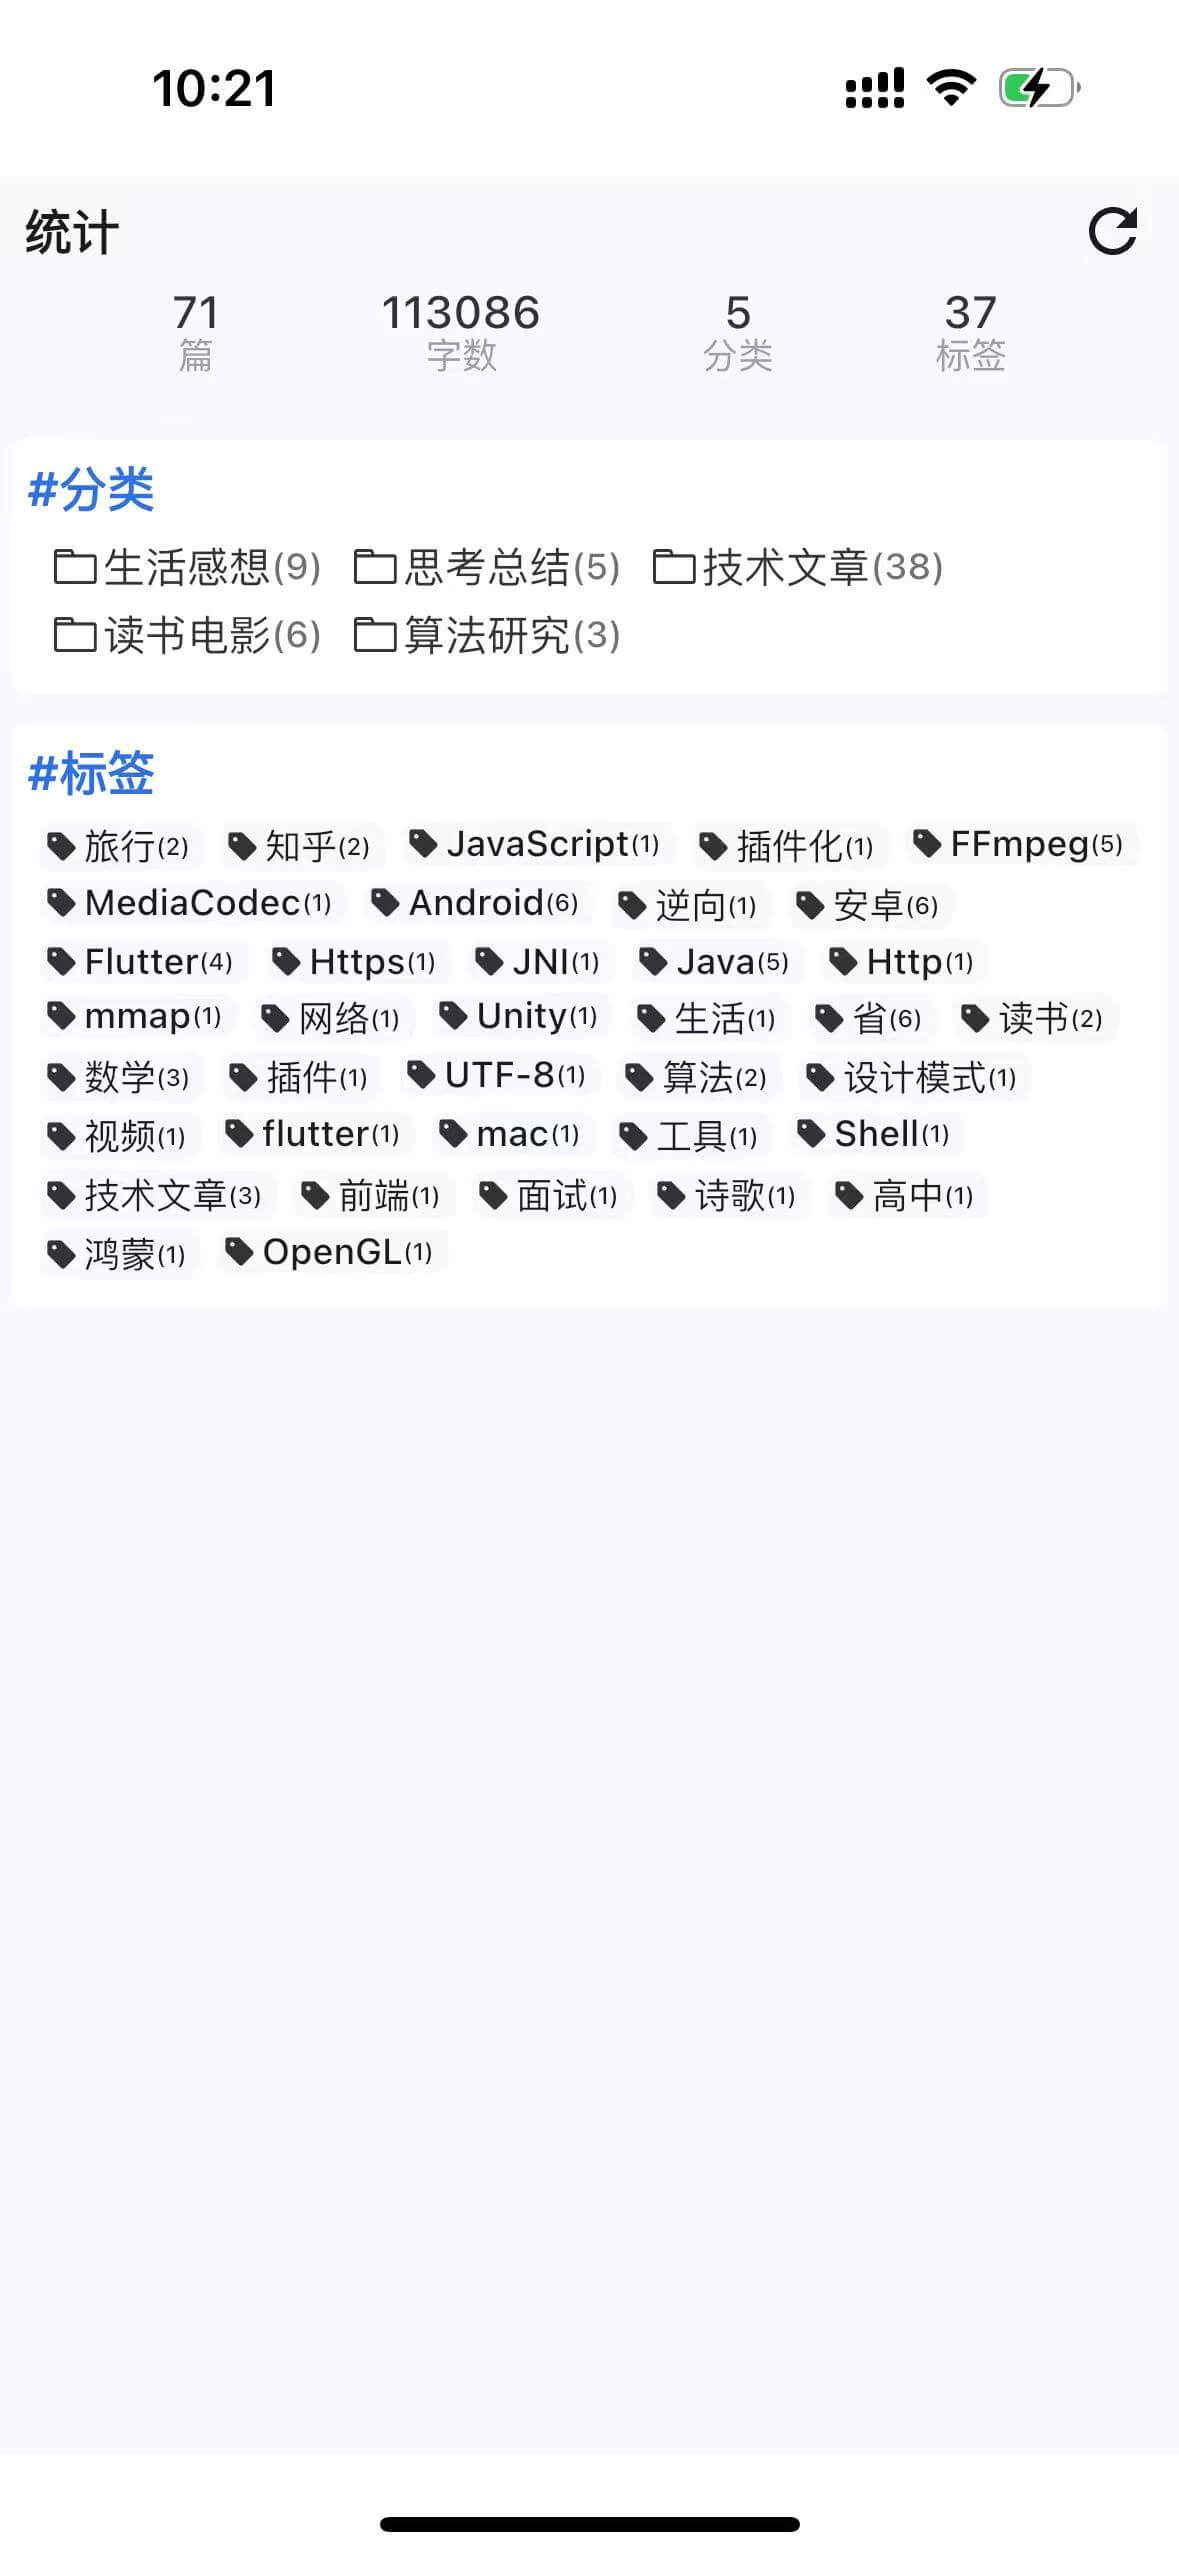 10:21
统计
71 113086 5 37
篇 字数 分类 标签
#分类
生活感想(9) 思考总结(5) 技术文章(38)
读书电影(6) 算法研究(3)
#标签
旅行(2) 知乎(2) JavaScript(1) 插件化(1) FFmpeg(5)
MediaCodec(1) Android(6) 逆向(1) 安卓(6)
Flutter(4) Https(1) JNI(1) Java(5) Http(1)
mmap(1) 网络(1) Unity(1) 生活(1) 省(6) 读书(2)
数学(3) 插件(1) UTF-8(1) 算法(2) 设计模式(1)
视频(1) flutter(1) mac(1) 工具(1) Shell(1)
技术文章(3) 前端(1) 面试(1) 诗歌(1) 高中(1)
鸿蒙(1) OpenGL(1)